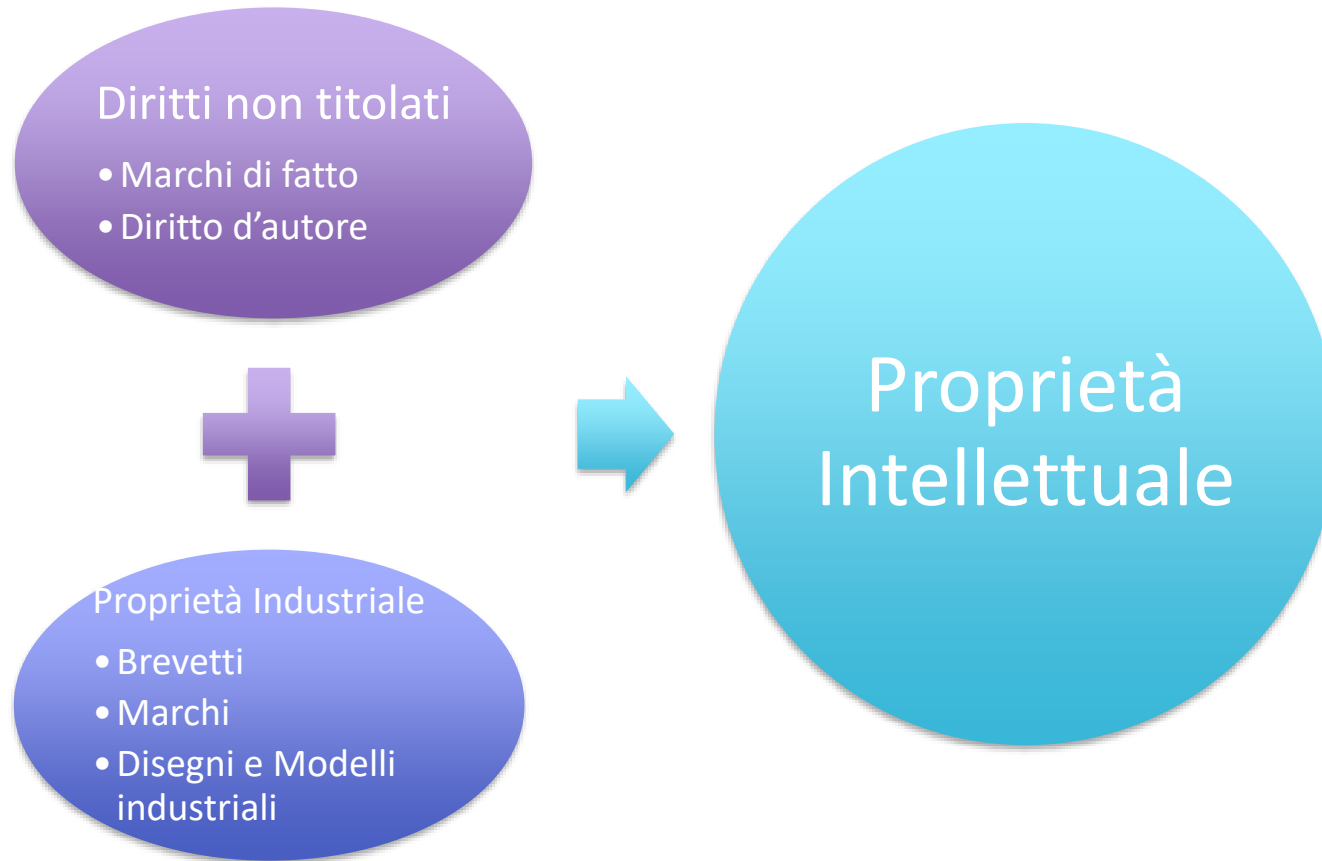 Diritti non titolati
• Marchi di fatto
• Diritto d’autore
Proprietà Industriale
• Brevetti
• Marchi
• Disegni e Modelli
industriali
Proprietà
Intellettuale